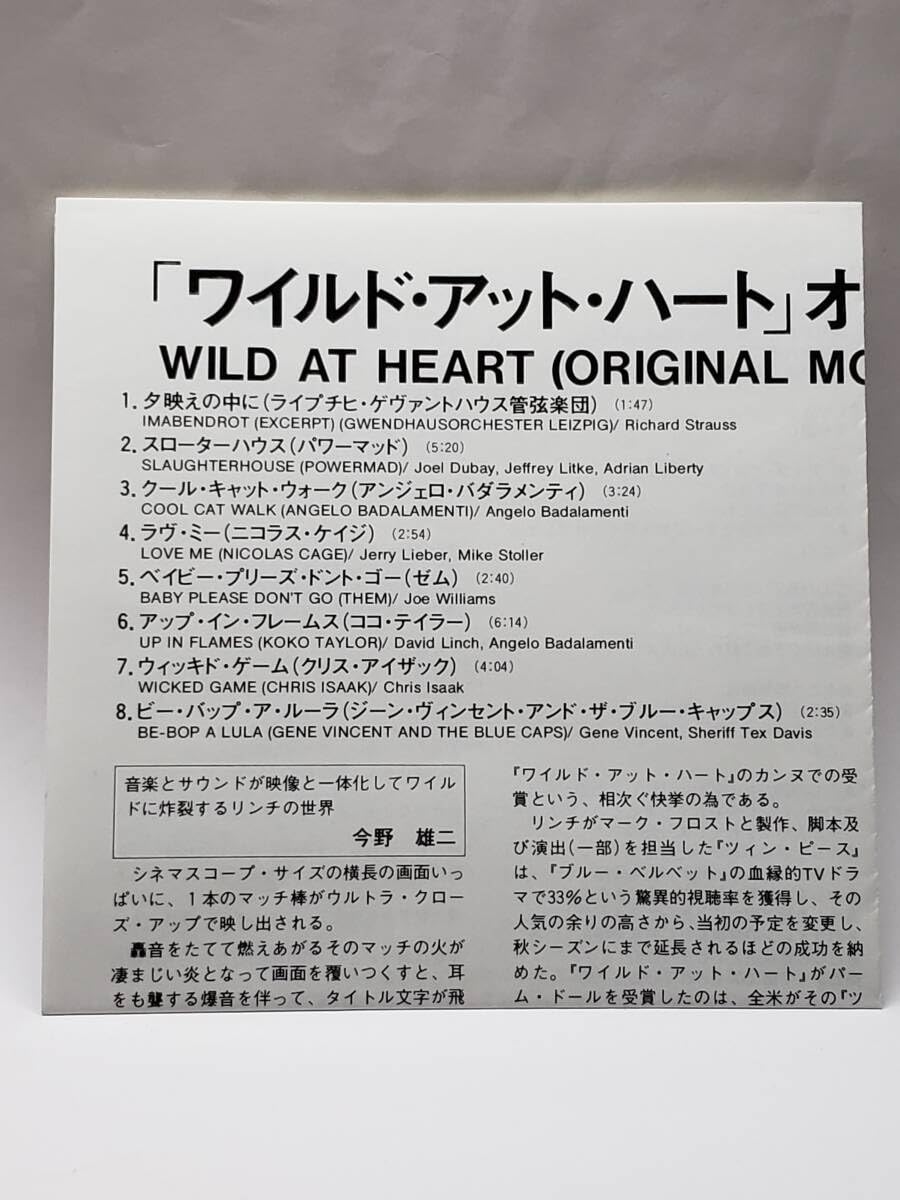 「ワイルド・アット・ハート」オ
WILD AT HEART (ORIGINAL MO
1. 夕映えの中に(ライプチヒ・ゲヴァントハウス管弦楽団) (1:47)
IMABENDROT (EXCERPT) (GWENDHAUSORCHESTER LEIZPIG)/ Richard Strauss
2. スローターハウス(パワーマッド) (5:20)
SLAUGHTERHOUSE (POWERMAD)/ Joel Dubay, Jeffrey Litke, Adrian Liberty
3. クール・キャット・ウォーク(アンジェロ・バダラメンティ) (3:24)
COOL CAT WALK (ANGELO BADALAMENTI)/ Angelo Badalamenti
4. ラヴ・ミー(ニコラス・ケイジ) (2:54)
LOVE ME (NICOLAS CAGE)/ Jerry Lieber, Mike Stoller
5. ベイビー・プリーズ・ドント・ゴー(ゼム) (2:40)
BABY PLEASE DON'T GO (THEM)/ Joe Williams
6. アップ・イン・フレームス(ココ・テイラー) (6:14)
UP IN FLAMES (KOKO TAYLOR)/ David Linch, Angelo Badalamenti
7. ウィッキド・ゲーム(クリス・アイザック) (4:04)
WICKED GAME (CHRIS ISAAK)/ Chris Isaak
8. ビー・バップ・ア・ルーラ(ジーン・ヴィンセント・アンド・ザ・ブルー・キャップス) (2:35)
BE-BOP A LULA (GENE VINCENT AND THE BLUE CAPS)/ Gene Vincent, Sheriff Tex Davis
音楽とサウンドが映像と一体化してワイル
ドに炸裂するリンチの世界
今野 雄二
シネマスコープ・サイズの横長の画面いっ
ぱいに、1本のマッチ棒がウルトラ・クロー
ズ・アップで映し出される。
轟音をたてて燃えあがるそのマッチの火が
凄まじい炎となって画面を覆いつくすと、耳
をも聾する爆音を伴って、タイトル文字が飛
『ワイルド・アット・ハート』のカンヌでの受
賞という、相次ぐ快挙の為である。
リンチがマーク・フロストと製作、脚本及
び演出(一部)を担当した『ツィン・ピース』
は、『ブルー・ベルベット』の血縁的TVドラ
マで33%という驚異的視聴率を獲得し、その
人気の余りの高さから、当初の予定を変更し、
秋シーズンにまで延長されるほどの成功を納
めた。『ワイルド・アット・ハート』がパー
ム・ドールを受賞したのは、全米がその『ツ